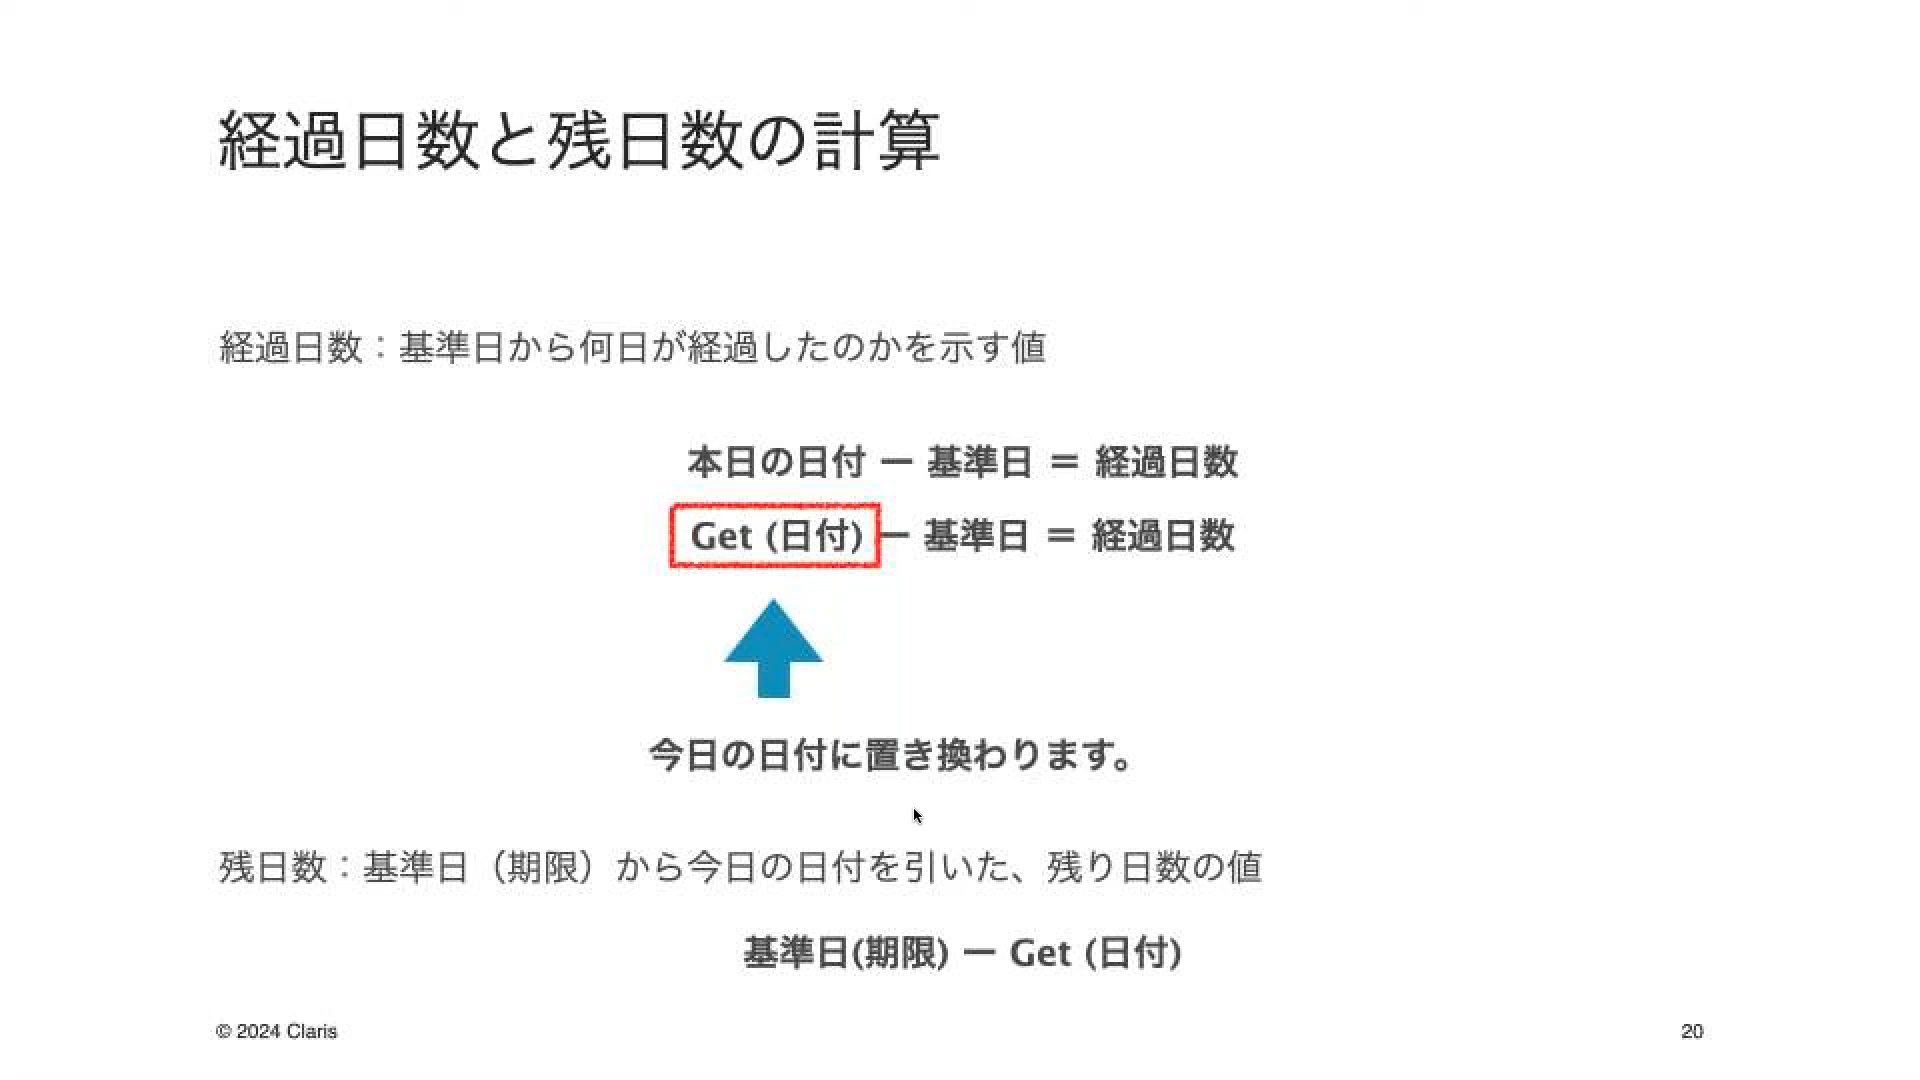 経過日数と残日数の計算
経過日数：基準日から何日が経過したのかを示す値
本日の日付 ー 基準日 ＝ 経過日数
Get (日付) ー 基準日 ＝ 経過日数
今日の日付に置き換わります。
残日数：基準日（期限）から今日の日付を引いた、残り日数の値
基準日(期限) ー Get (日付)
© 2024 Claris
20